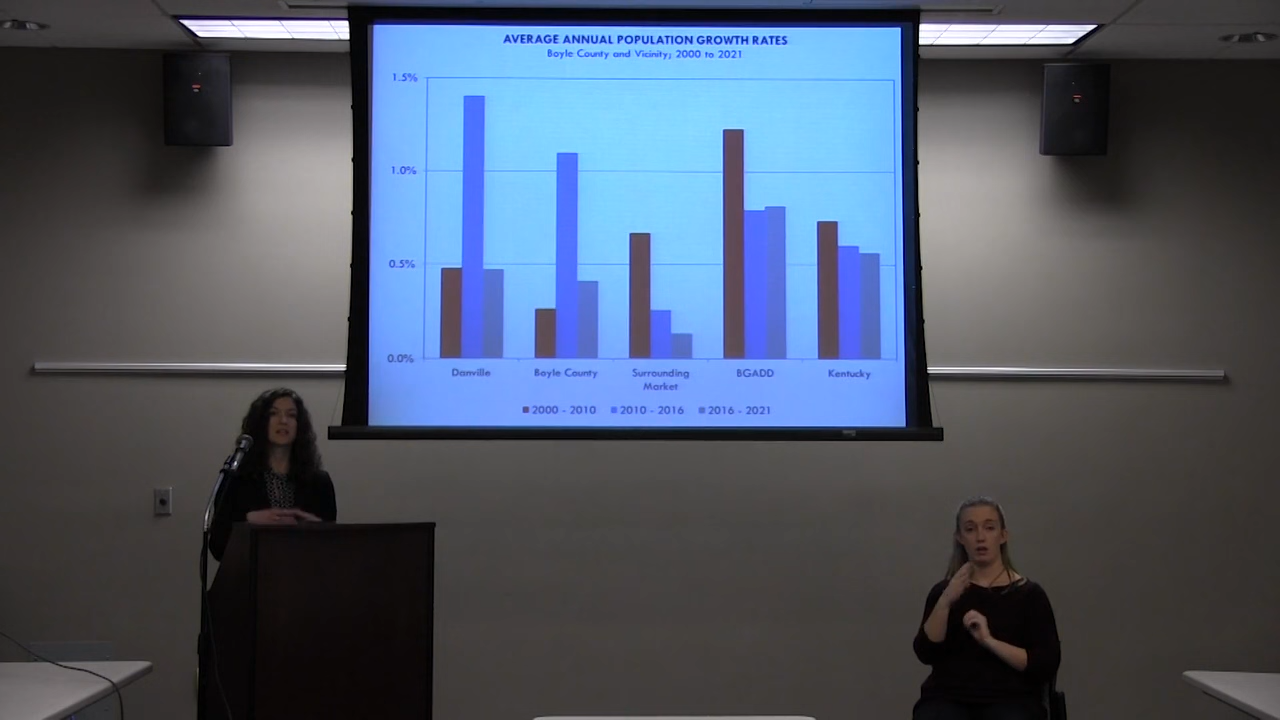 AVERAGE ANNUAL POPULATION GROWTH RATES
Boyle County and Vicinity; 2000 to 2021
1.5%
1.0%
0.5%
0.0%
Danville
Boyle County
Surrounding
Market
BGADD
Kentucky
2000 - 2010
2010 - 2016
2016 - 2021